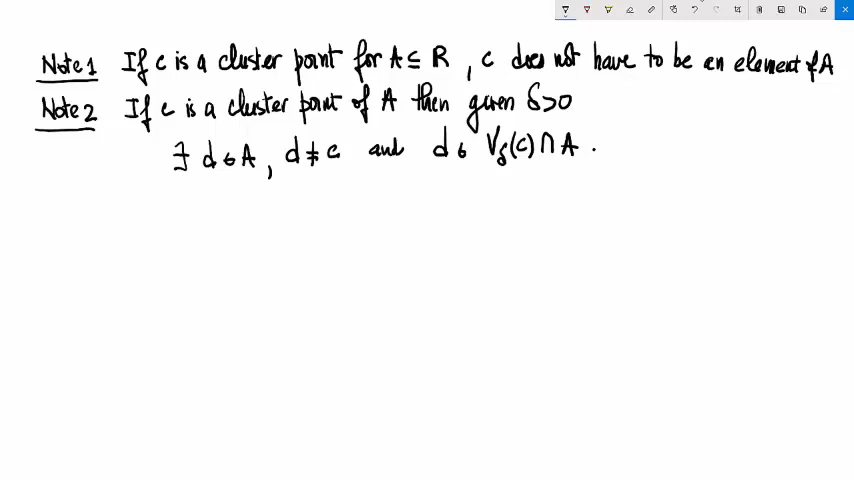 Note 1 If c is a cluster point for A ⊆ R, c does not have to be an element of A
Note 2 If c is a cluster point of A then given δ>0
∃ d ∈ A, d ≠ c and d ∈ V_δ(c) ∩ A.